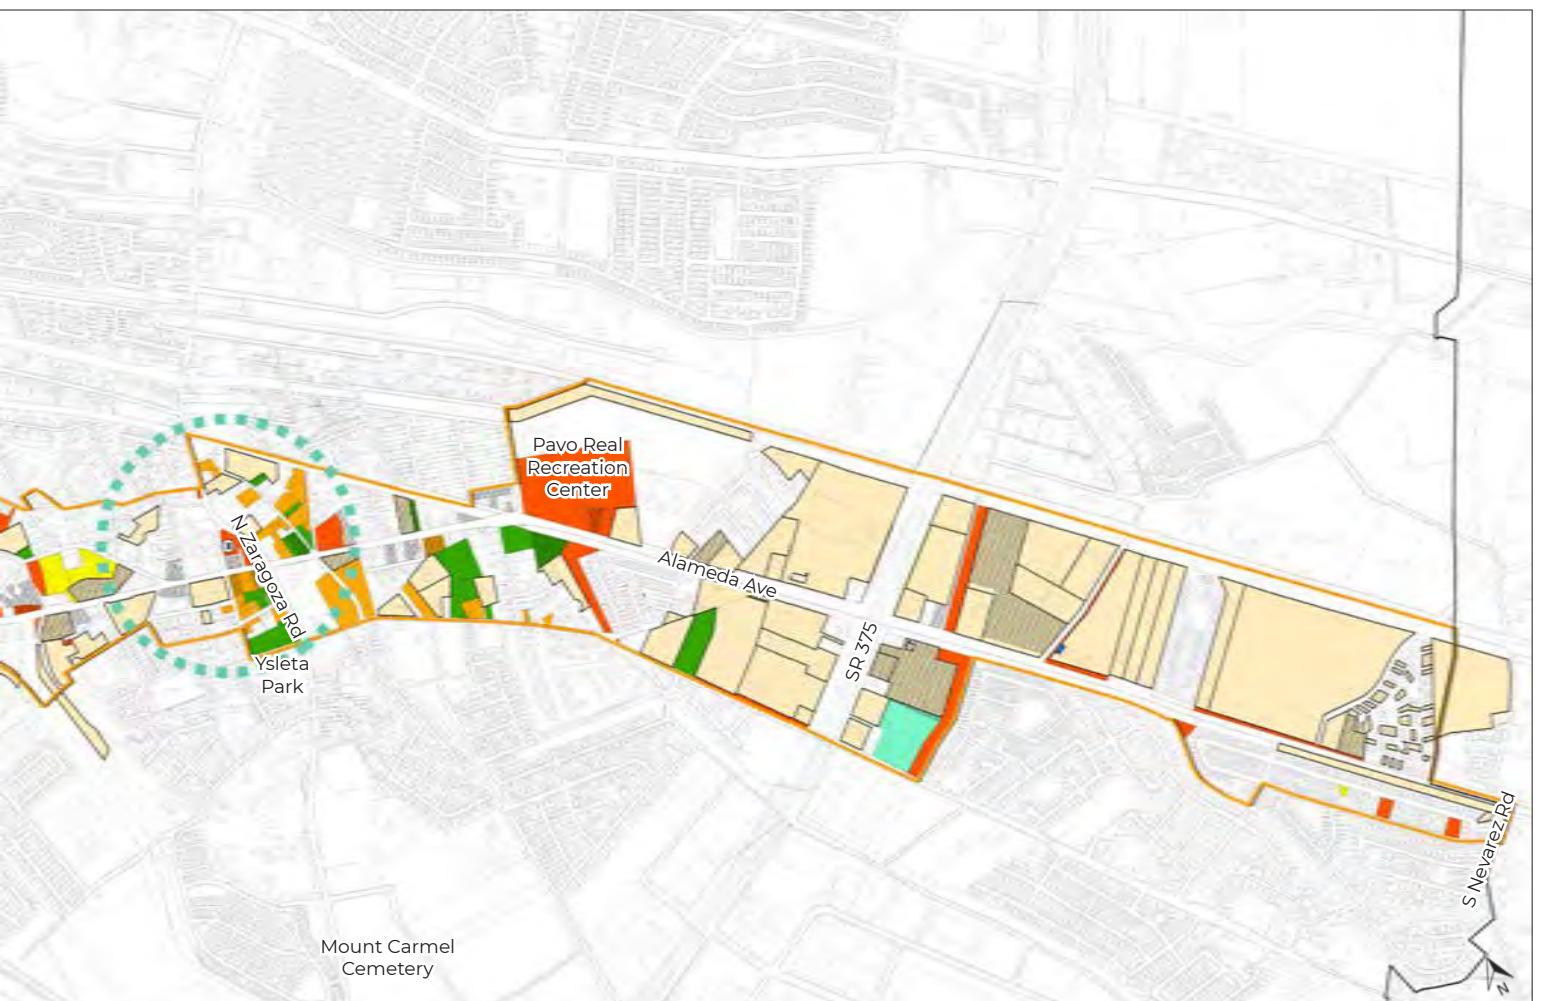 Pavo Real
Recreation
Center
N Zaragoza Rd
Alameda Ave
SR 375
Ysleta
Park
S Nevarez Rd
Mount Carmel
Cemetery
N